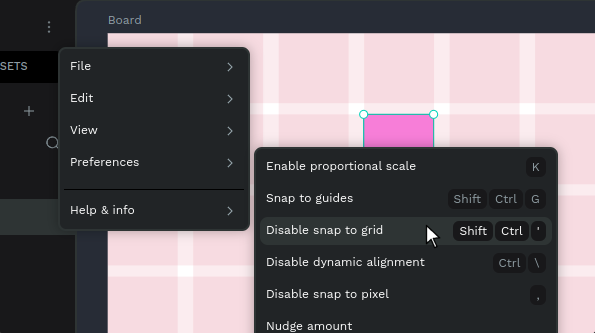 Board
SETS
File
Edit
View
Preferences
Help & info
Enable proportional scale K
Snap to guides Shift Ctrl G
Disable snap to grid Shift Ctrl '
Disable dynamic alignment Ctrl \
Disable snap to pixel ,
Nudge amount